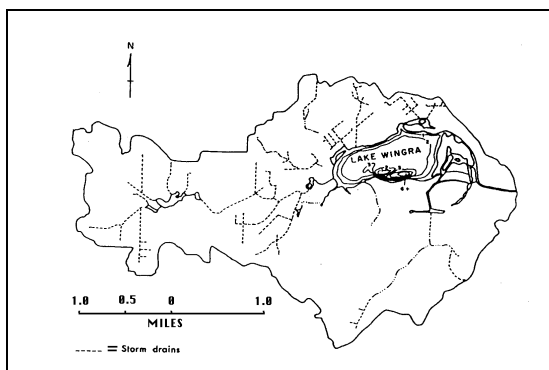 N
LAKE WINGRA
1.0 0.5 0 1.0
MILES
= Storm drains